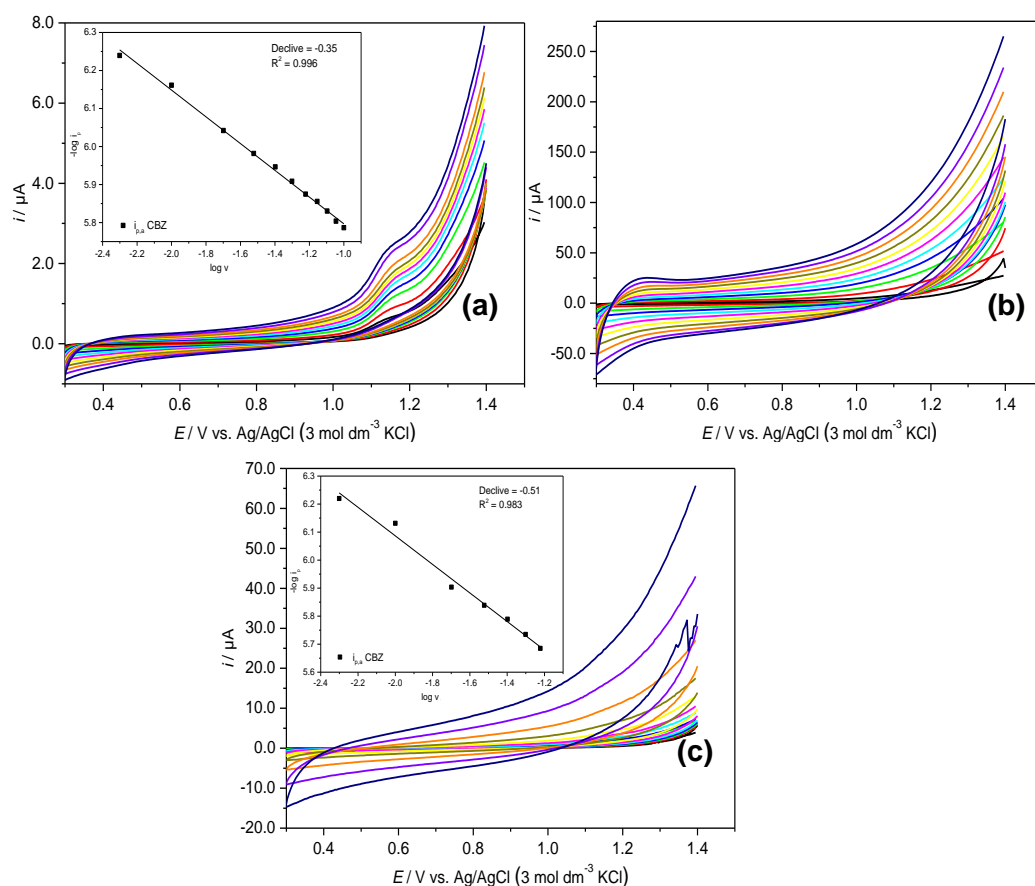 8.0
6.0
4.0
2.0
0.0
i / µA
0.4 0.6 0.8 1.0 1.2 1.4
E / V vs. Ag/AgCl (3 mol dm-3 KCl)
(a)
-6.3
6.3
6.2
6.1
6.0
5.9
5.8
-log ip
-2.4 -2.2 -2.0 -1.8 -1.6 -1.4 -1.2 -1.0
log v
Declive = -0.35
R2 = 0.996
ip,a CBZ
250.0
200.0
150.0
100.0
50.0
0.0
-50.0
i / µA
0.4 0.6 0.8 1.0 1.2 1.4
E / V vs. Ag/AgCl (3 mol dm-3 KCl)
(b)
70.0
60.0
50.0
40.0
30.0
20.0
10.0
0.0
-10.0
-20.0
i / µA
0.4 0.6 0.8 1.0 1.2 1.4
E / V vs. Ag/AgCl (3 mol dm-3 KCl)
(c)
6.3
6.2
6.1
6.0
5.9
5.8
5.7
5.6
-log ip
-2.4 -2.2 -2.0 -1.8 -1.6 -1.4 -1.2
log v
Declive = -0.51
R2 = 0.983
ip,a CBZ